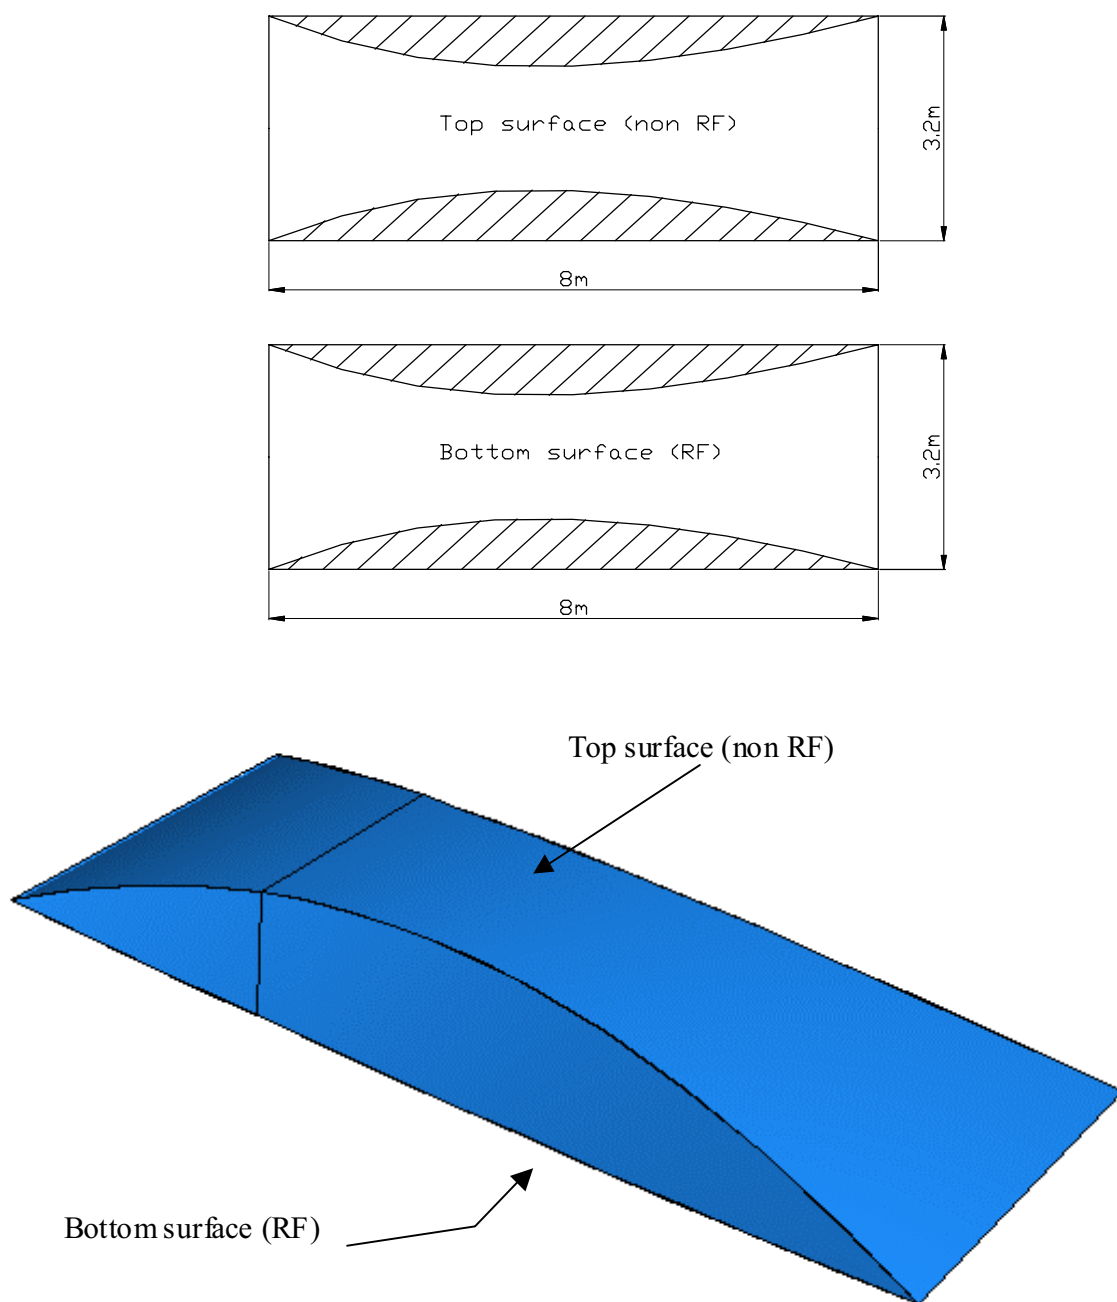 Top surface (non RF)
3.2m
8m
Bottom surface (RF)
3.2m
8m
Top surface (non RF)
Bottom surface (RF)